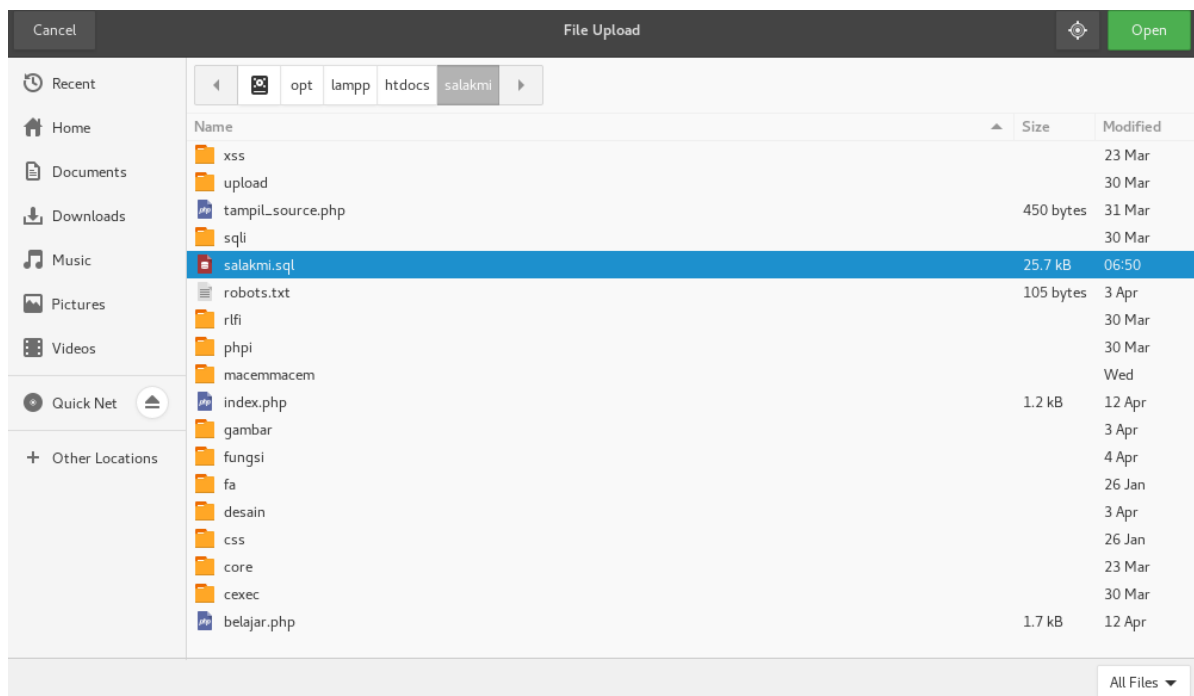 Cancel File Upload Open
Recent
Home
Documents
Downloads
Music
Pictures
Videos
Quick Net
+ Other Locations
opt lampp htdocs salakmi
Name Size Modified
xss 23 Mar
upload 30 Mar
tampil_source.php 450 bytes 31 Mar
sqli 30 Mar
salakmi.sql 25.7 kB 06:50
robots.txt 105 bytes 3 Apr
rlfi 30 Mar
phpi 30 Mar
macemmacem Wed
index.php 1.2 kB 12 Apr
gambar 3 Apr
fungsi 4 Apr
fa 26 Jan
desain 3 Apr
css 26 Jan
core 23 Mar
cexec 30 Mar
belajar.php 1.7 kB 12 Apr
All Files